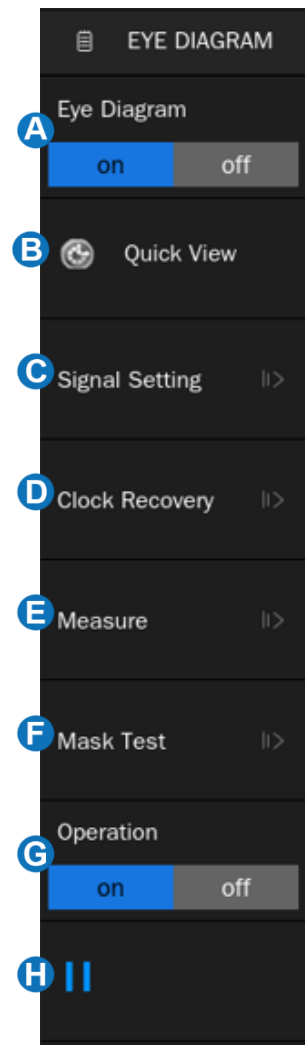 EYE DIAGRAM
Eye Diagram
A
on off
B Quick View
C Signal Setting
D Clock Recovery
E Measure
F Mask Test
Operation
G
on off
H